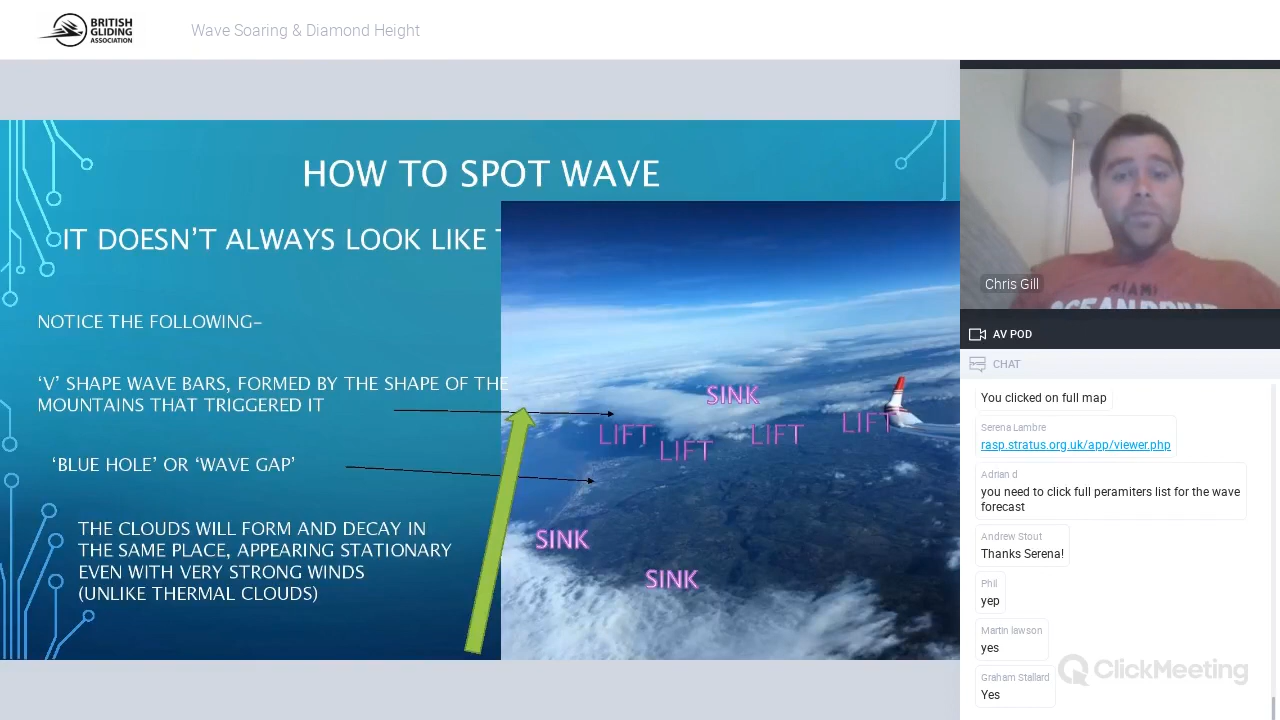 BRITISH
GLIDING
ASSOCIATION
Wave Soaring & Diamond Height
HOW TO SPOT WAVE
IT DOESN'T ALWAYS LOOK LIKE
NOTICE THE FOLLOWING–
'V' SHAPE WAVE BARS, FORMED BY THE SHAPE OF THE
MOUNTAINS THAT TRIGGERED IT
'BLUE HOLE' OR 'WAVE GAP'
THE CLOUDS WILL FORM AND DECAY IN
THE SAME PLACE, APPEARING STATIONARY
EVEN WITH VERY STRONG WINDS
(UNLIKE THERMAL CLOUDS)
SINK
LIFT
LIFT
LIFT
LIFT
SINK
SINK
MIAMI
OCEAN DRIVE
Chris Gill
AV POD
CHAT
You clicked on full map
Serena Lambre
rasp.stratus.org.uk/app/viewer.php
Adrian d
you need to click full peramiters list for the wave
forecast
Andrew Stout
Thanks Serena!
Phil
yep
Martin lawson
yes
Graham Stallard
Yes
ClickMeeting